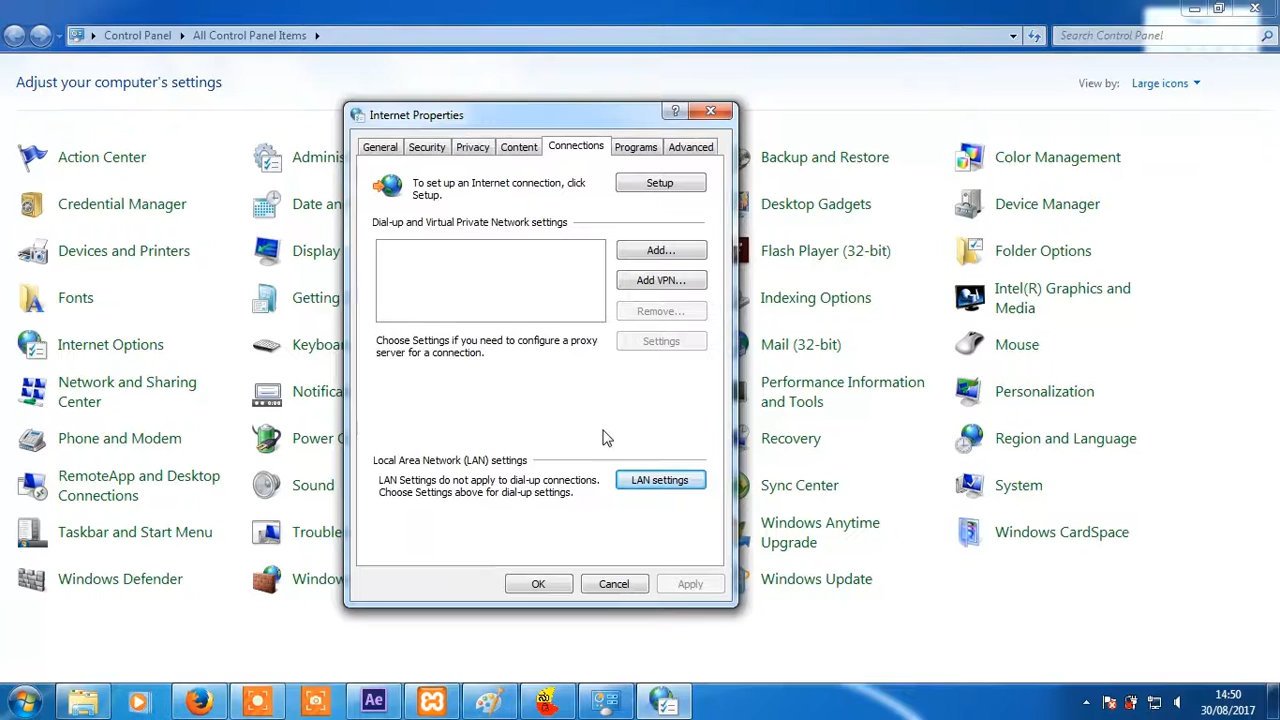 Control Panel
All Control Panel Items
Search Control Panel
Adjust your computer's settings
View by:
Large icons
Action Center
Adminis
Backup and Restore
Color Management
Credential Manager
Date an
Desktop Gadgets
Device Manager
Devices and Printers
Display
Flash Player (32-bit)
Folder Options
Fonts
Getting
Indexing Options
Intel(R) Graphics and
Media
Internet Options
Keyboa
Mail (32-bit)
Mouse
Network and Sharing
Center
Notifica
Performance Information
and Tools
Personalization
Phone and Modem
Power
Recovery
Region and Language
RemoteApp and Desktop
Connections
Sound
Sync Center
System
Taskbar and Start Menu
Trouble
Windows Anytime
Upgrade
Windows CardSpace
Windows Defender
Window
Windows Update
Internet Properties
General
Security
Privacy
Content
Connections
Programs
Advanced
To set up an Internet connection, click
Setup.
Setup
Dial-up and Virtual Private Network settings
Add...
Add VPN...
Remove...
Choose Settings if you need to configure a proxy
server for a connection.
Settings
Local Area Network (LAN) settings
LAN Settings do not apply to dial-up connections.
Choose Settings above for dial-up settings.
LAN settings
OK
Cancel
Apply
Ae
14:50
30/08/2017